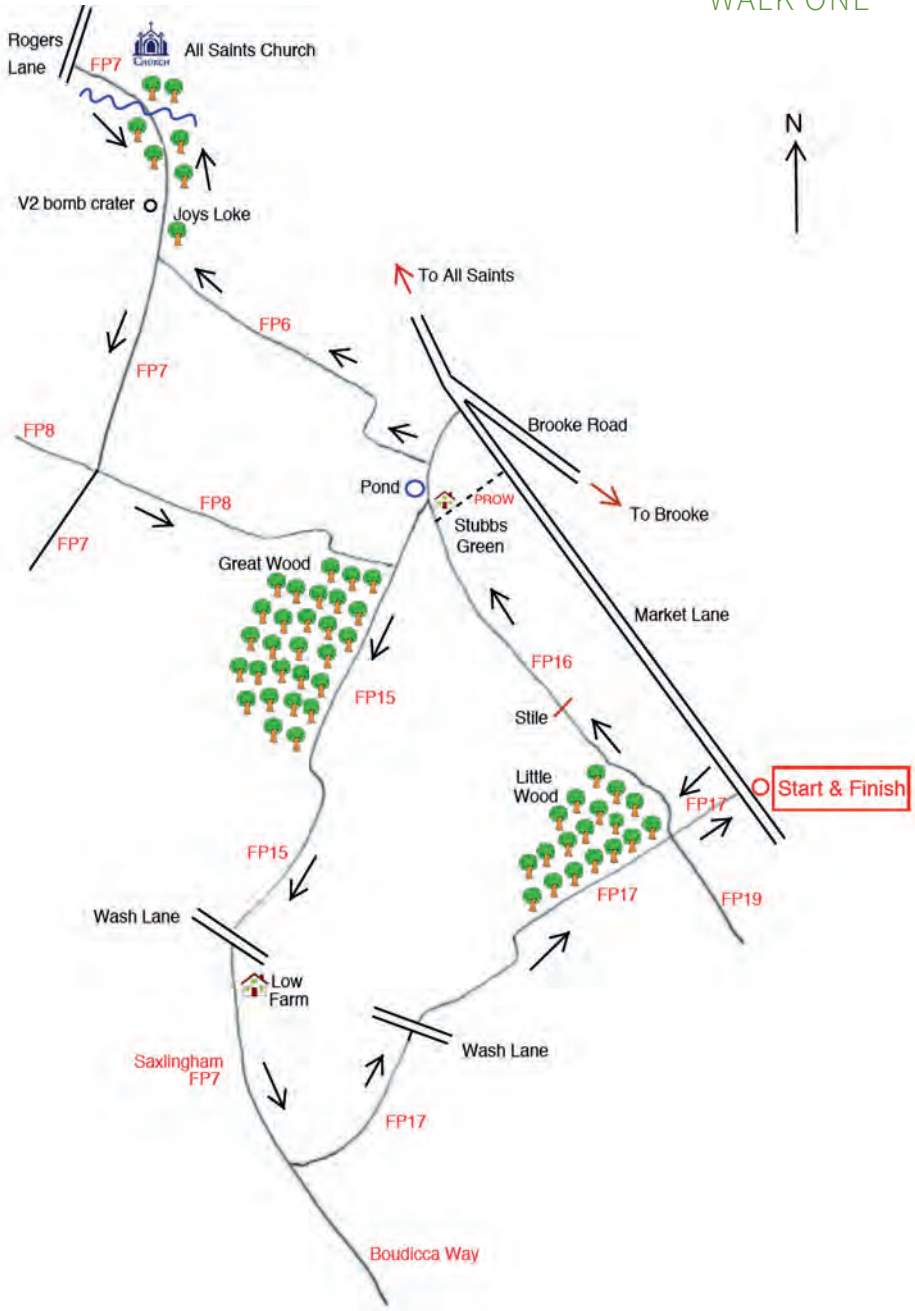 WALK ONE
Rogers
Lane
FP7
CHURCH
All Saints Church
N
V2 bomb crater
Joys Loke
To All Saints
FP6
FP7
Brooke Road
FP8
Pond
PROW
FP8
To Brooke
Stubbs
Green
FP7
Great Wood
Market Lane
FP16
FP15
Stile
Little
Wood
Start & Finish
FP17
FP15
FP17
FP19
Wash Lane
Low
Farm
Wash Lane
Saxlingham
FP7
FP17
Boudicca Way